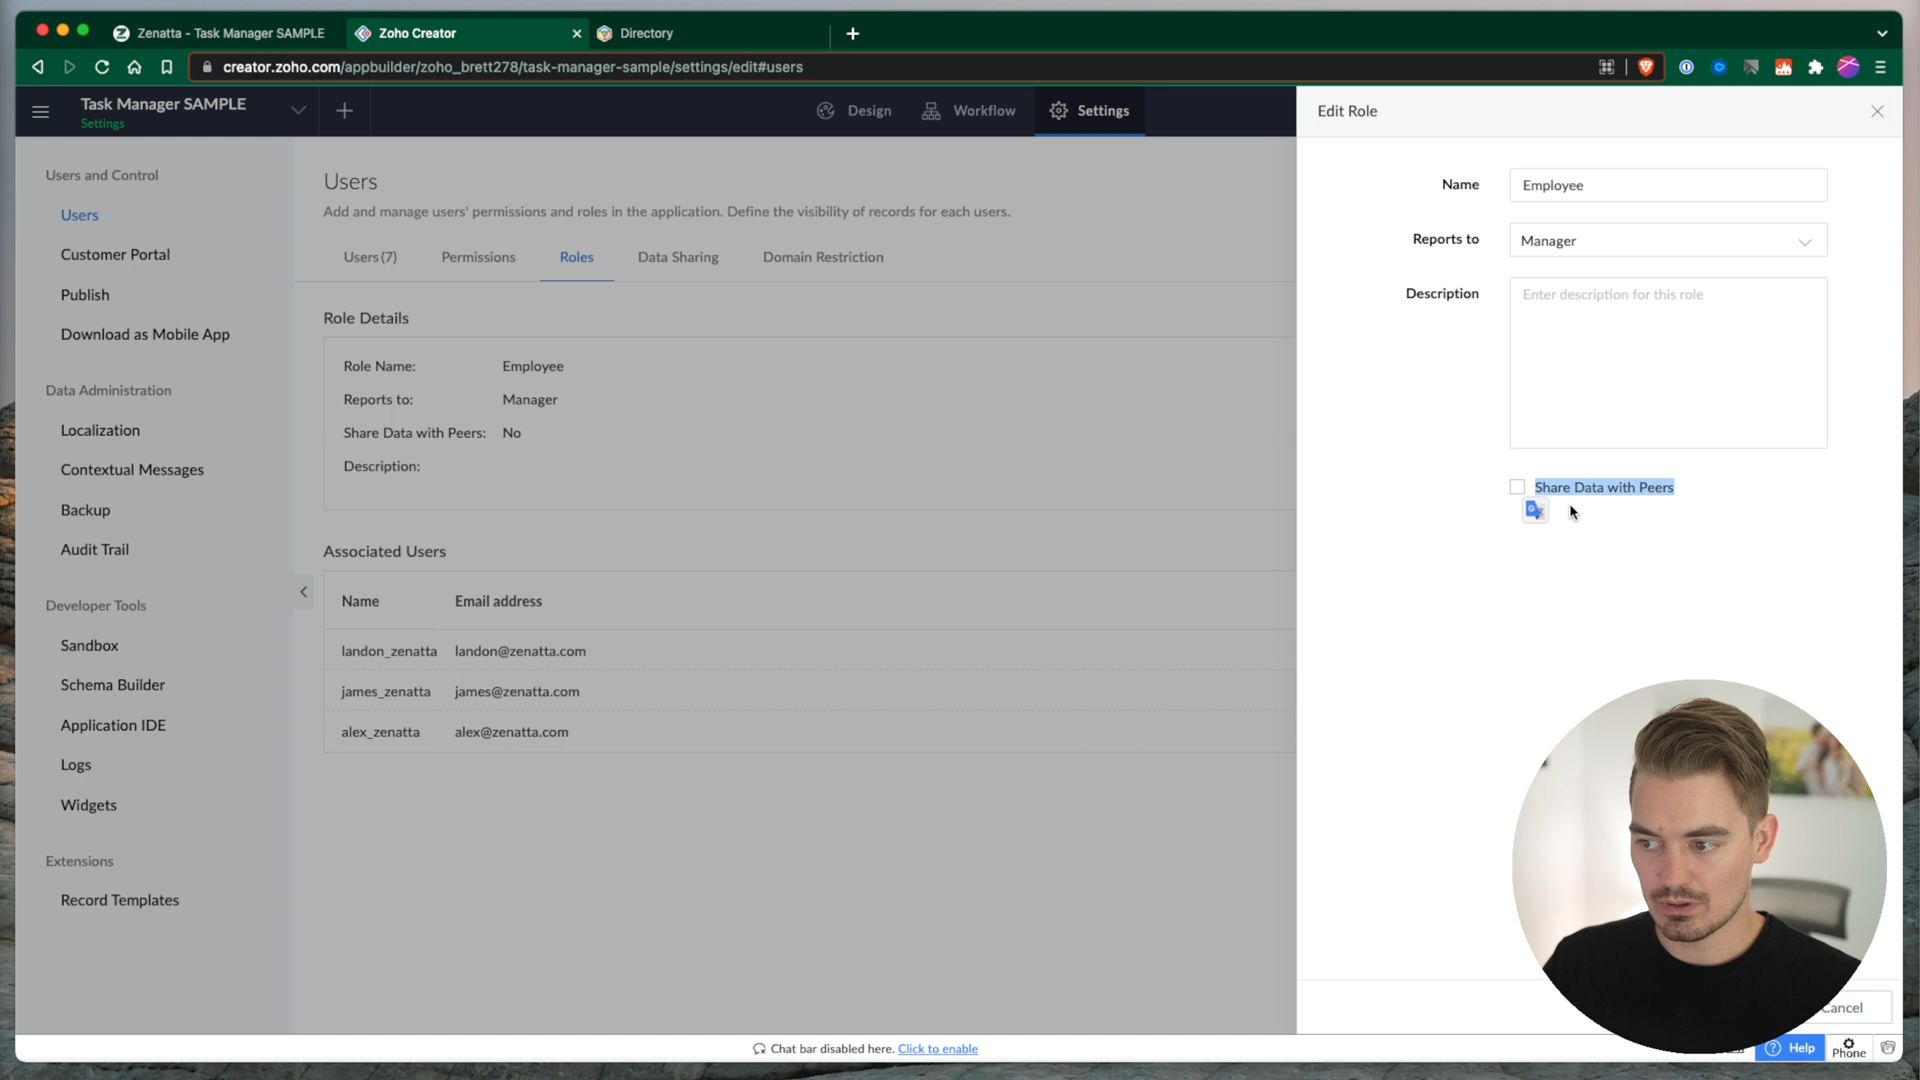 Zenatta - Task Manager SAMPLE
Zoho Creator
Directory
creator.zoho.com/appbuilder/zoho_brett278/task-manager-sample/settings/edit#users
Task Manager SAMPLE
Settings
Design
Workflow
Settings
Edit Role
Users and Control
Users
Customer Portal
Publish
Download as Mobile App
Data Administration
Localization
Contextual Messages
Backup
Audit Trail
Developer Tools
Sandbox
Schema Builder
Application IDE
Logs
Widgets
Extensions
Record Templates
Users
Add and manage users' permissions and roles in the application. Define the visibility of records for each users.
Users (7)
Permissions
Roles
Data Sharing
Domain Restriction
Role Details
Role Name: Employee
Reports to: Manager
Share Data with Peers: No
Description:
Associated Users
Name Email address
landon_zenatta landon@zenatta.com
james_zenatta james@zenatta.com
alex_zenatta alex@zenatta.com
Name Employee
Reports to Manager
Description Enter description for this role
Share Data with Peers
Cancel
Chat bar disabled here. Click to enable
Help
Phone